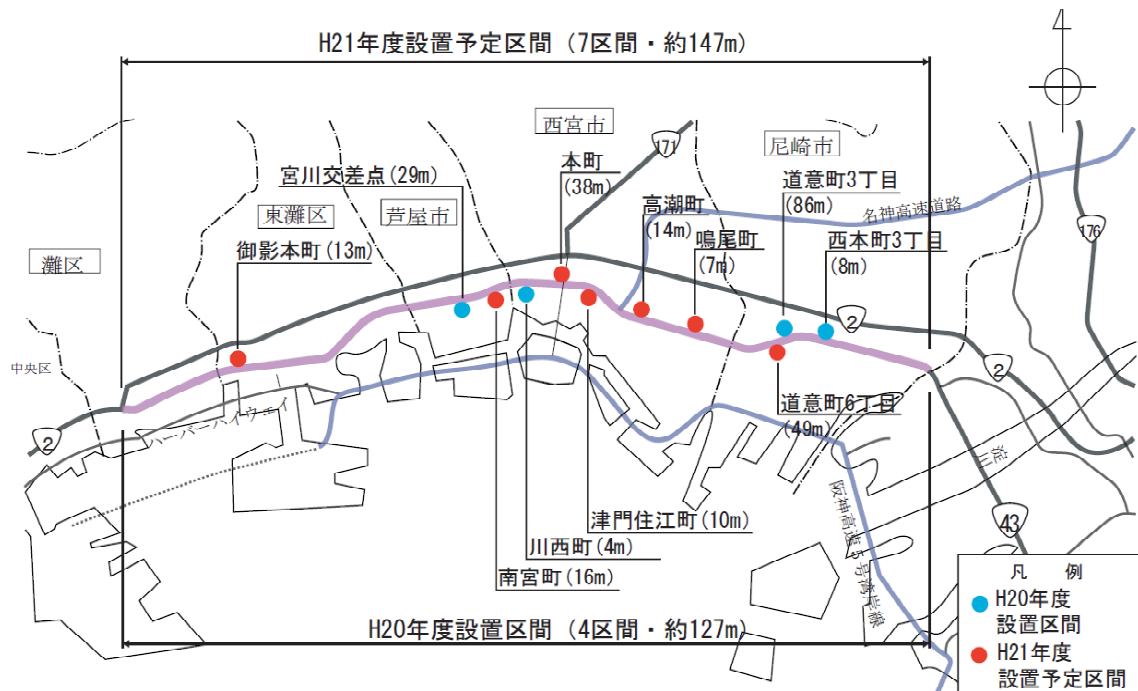 4
H21年度設置予定区間（7区間・約147m）
西宮市
尼崎市
171
宮川交差点(29m)
本町
(38m)
道意町3丁目
(86m)
高潮町
(14m)
名神高速道路
東灘区
芦屋市
鳴尾町
(7m)
西本町3丁目
(8m)
176
御影本町(13m)
灘区
2
中央区
2
道意町6丁目
(49m)
ハーバーハイウェイ
2
淀川
津門住江町(10m)
川西町(4m)
南宮町(16m)
阪神高速5号湾岸線
43
凡　例
H20年度
設置区間
H21年度
設置予定区間
H20年度設置区間（4区間・約127m）